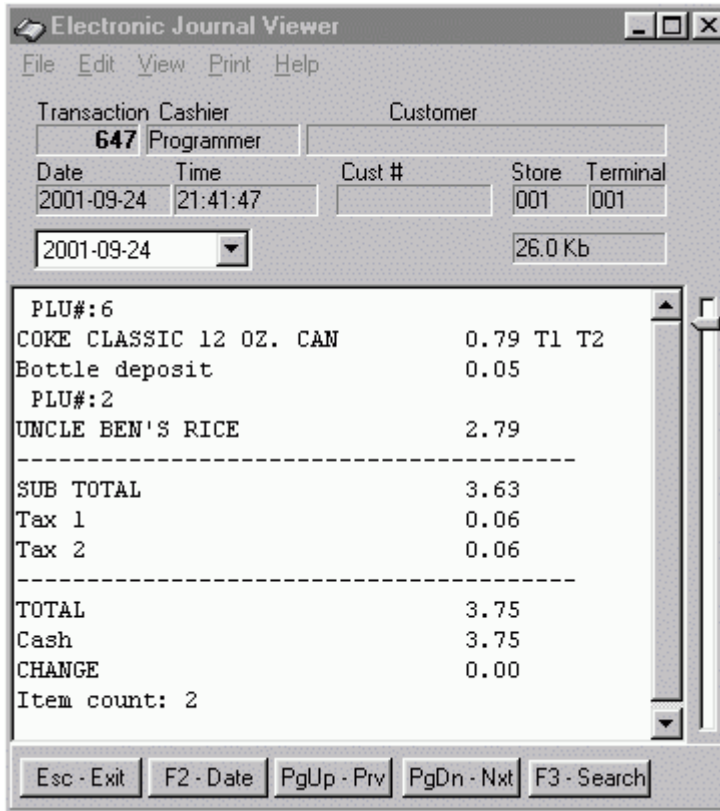 Electronic Journal Viewer
File Edit View Print Help
Transaction Cashier Customer
647 Programmer
Date Time Cust # Store Terminal
2001-09-24 21:41:47 001 001
2001-09-24 26.0 Kb
PLU#:6
COKE CLASSIC 12 OZ. CAN 0.79 T1 T2
Bottle deposit 0.05
PLU#:2
UNCLE BEN'S RICE 2.79
----------------------------------------
SUB TOTAL 3.63
Tax 1 0.06
Tax 2 0.06
----------------------------------------
TOTAL 3.75
Cash 3.75
CHANGE 0.00
Item count: 2
Esc - Exit F2 - Date PgUp - Prv PgDn - Nxt F3 - Search